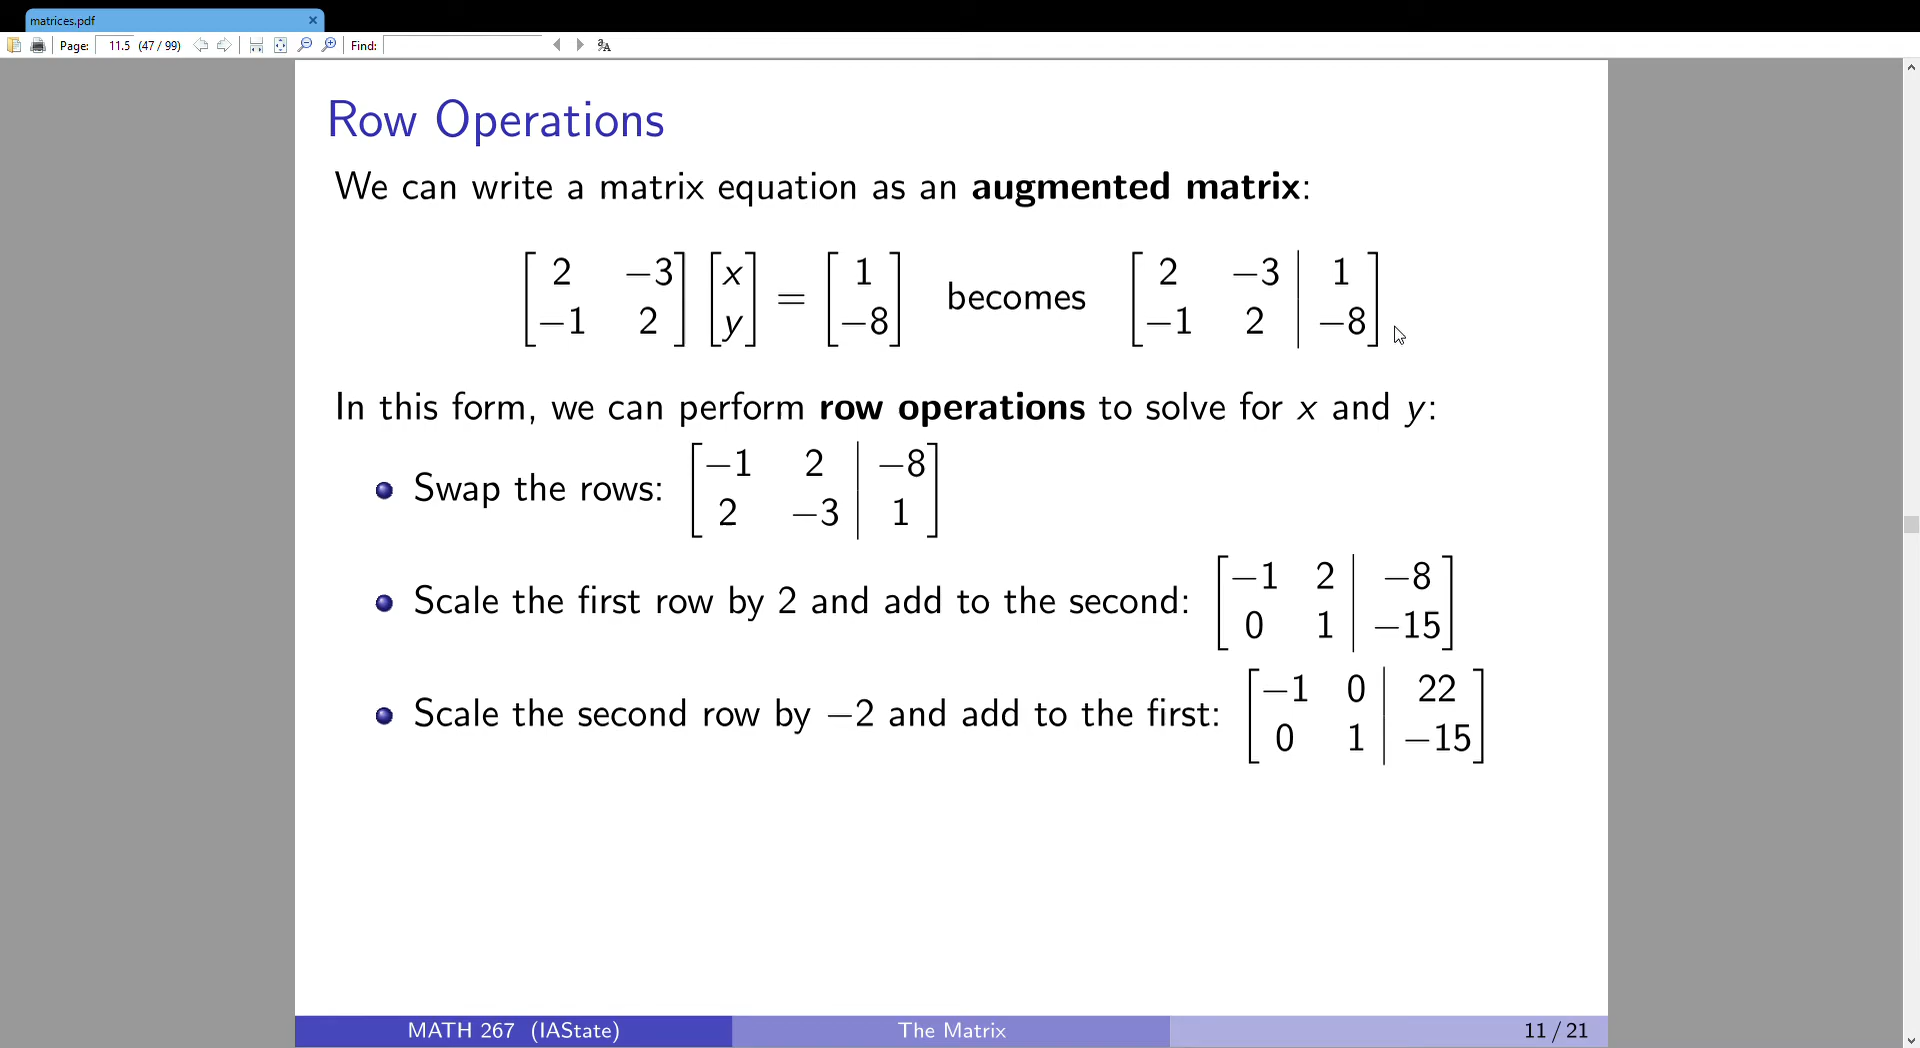 matrices.pdf
Page: 11.5 (47 / 99) Find:
Row Operations
We can write a matrix equation as an augmented matrix:
[2 −3; −1 2] [x; y] = [1; −8] becomes [2 −3 | 1; −1 2 | −8]
In this form, we can perform row operations to solve for x and y:
Swap the rows: [−1 2 | −8; 2 −3 | 1]
Scale the first row by 2 and add to the second: [−1 2 | −8; 0 1 | −15]
Scale the second row by −2 and add to the first: [−1 0 | 22; 0 1 | −15]
MATH 267 (IAState) The Matrix 11 / 21